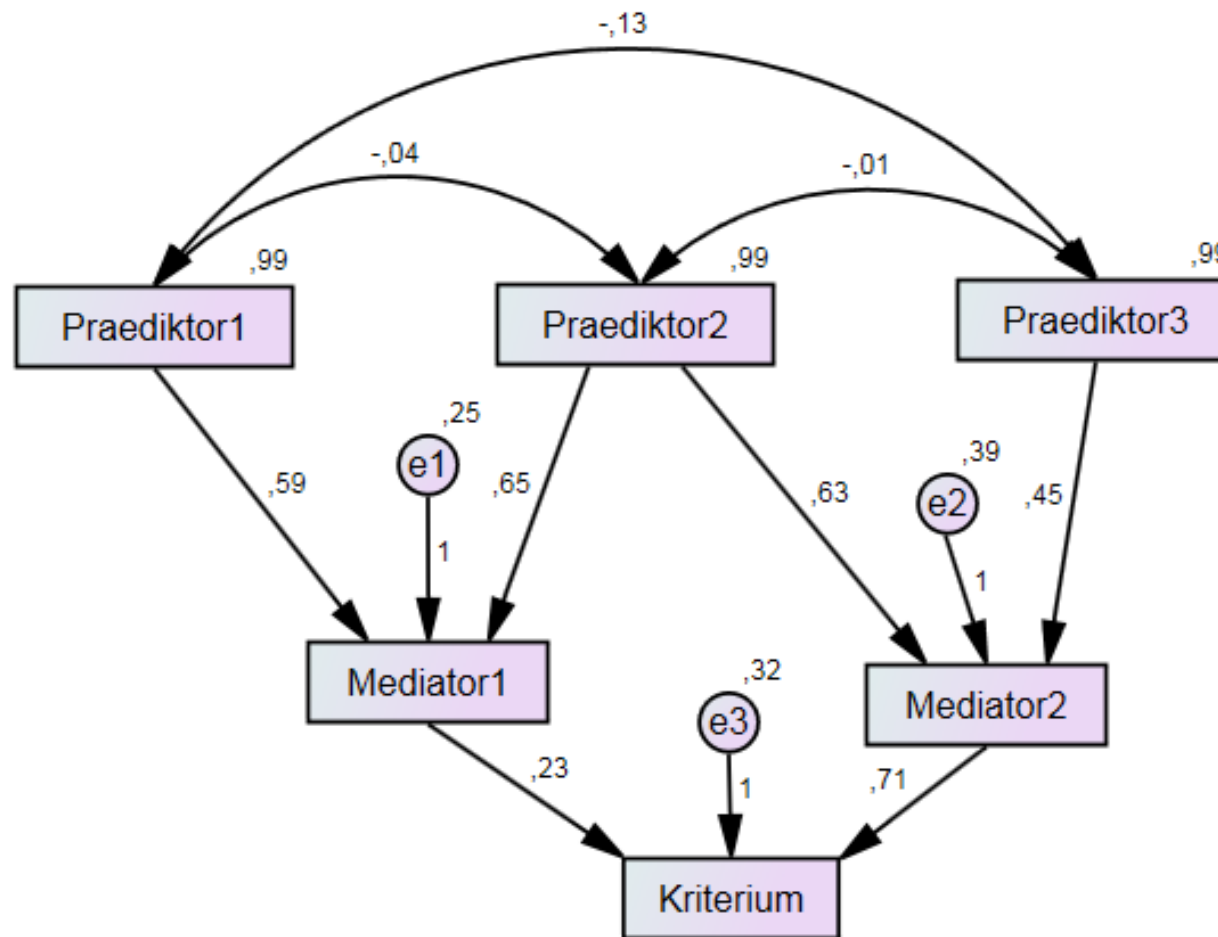 -,13
-,04
-,01
,99
,99
,99
Praediktor1
Praediktor2
Praediktor3
,25
e1
,39
e2
,59
,65
,63
,45
1
1
Mediator1
Mediator2
,32
e3
,23
1
,71
Kriterium